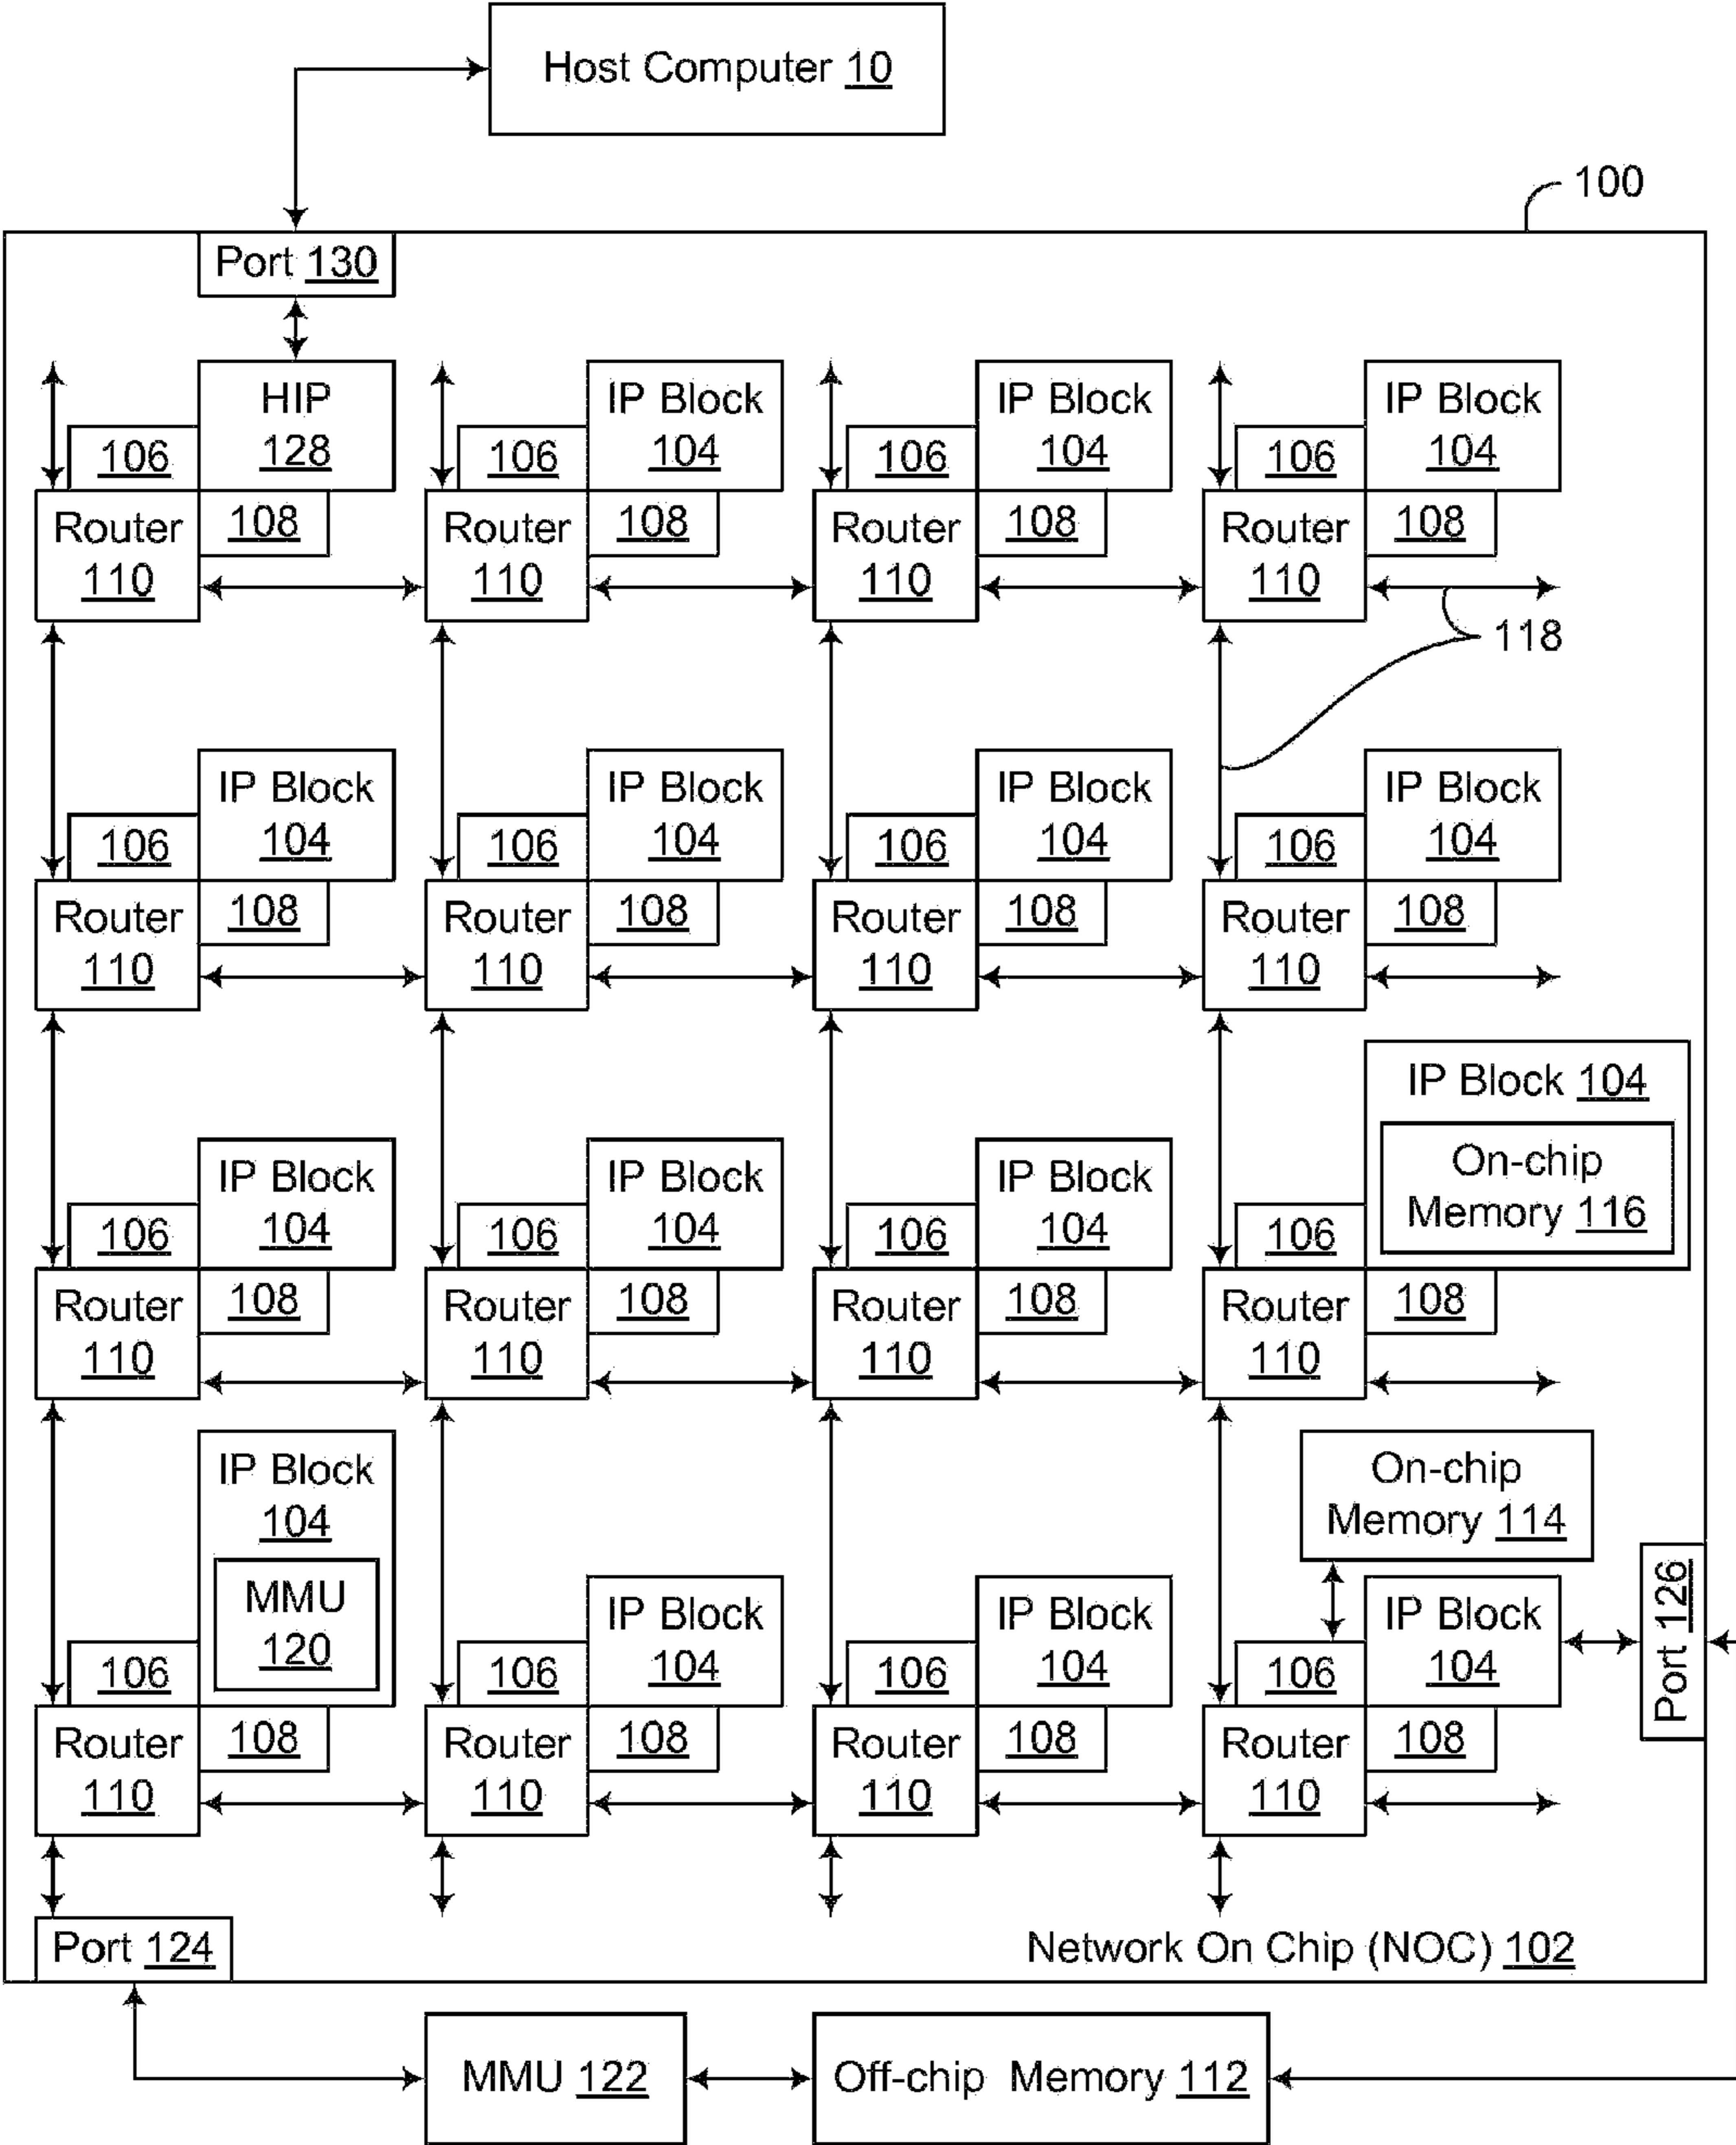 Host Computer 10
100
Port 130
HIP
128
IP Block
104
IP Block
104
IP Block
104
106
106
106
106
Router
110
108
Router
110
108
Router
110
108
Router
110
108
118
IP Block
104
IP Block
104
IP Block
104
IP Block
104
106
106
106
106
Router
110
108
Router
110
108
Router
110
108
Router
110
108
IP Block 104
On-chip
Memory 116
IP Block
104
IP Block
104
IP Block
104
106
106
106
106
Router
110
108
Router
110
108
Router
110
108
Router
110
108
IP Block
104
MMU
120
On-chip
Memory 114
IP Block
104
IP Block
104
IP Block
104
Port 126
106
106
106
106
Router
110
108
Router
110
108
Router
110
108
Router
110
108
Port 124
Network On Chip (NOC) 102
MMU 122
Off-chip Memory 112